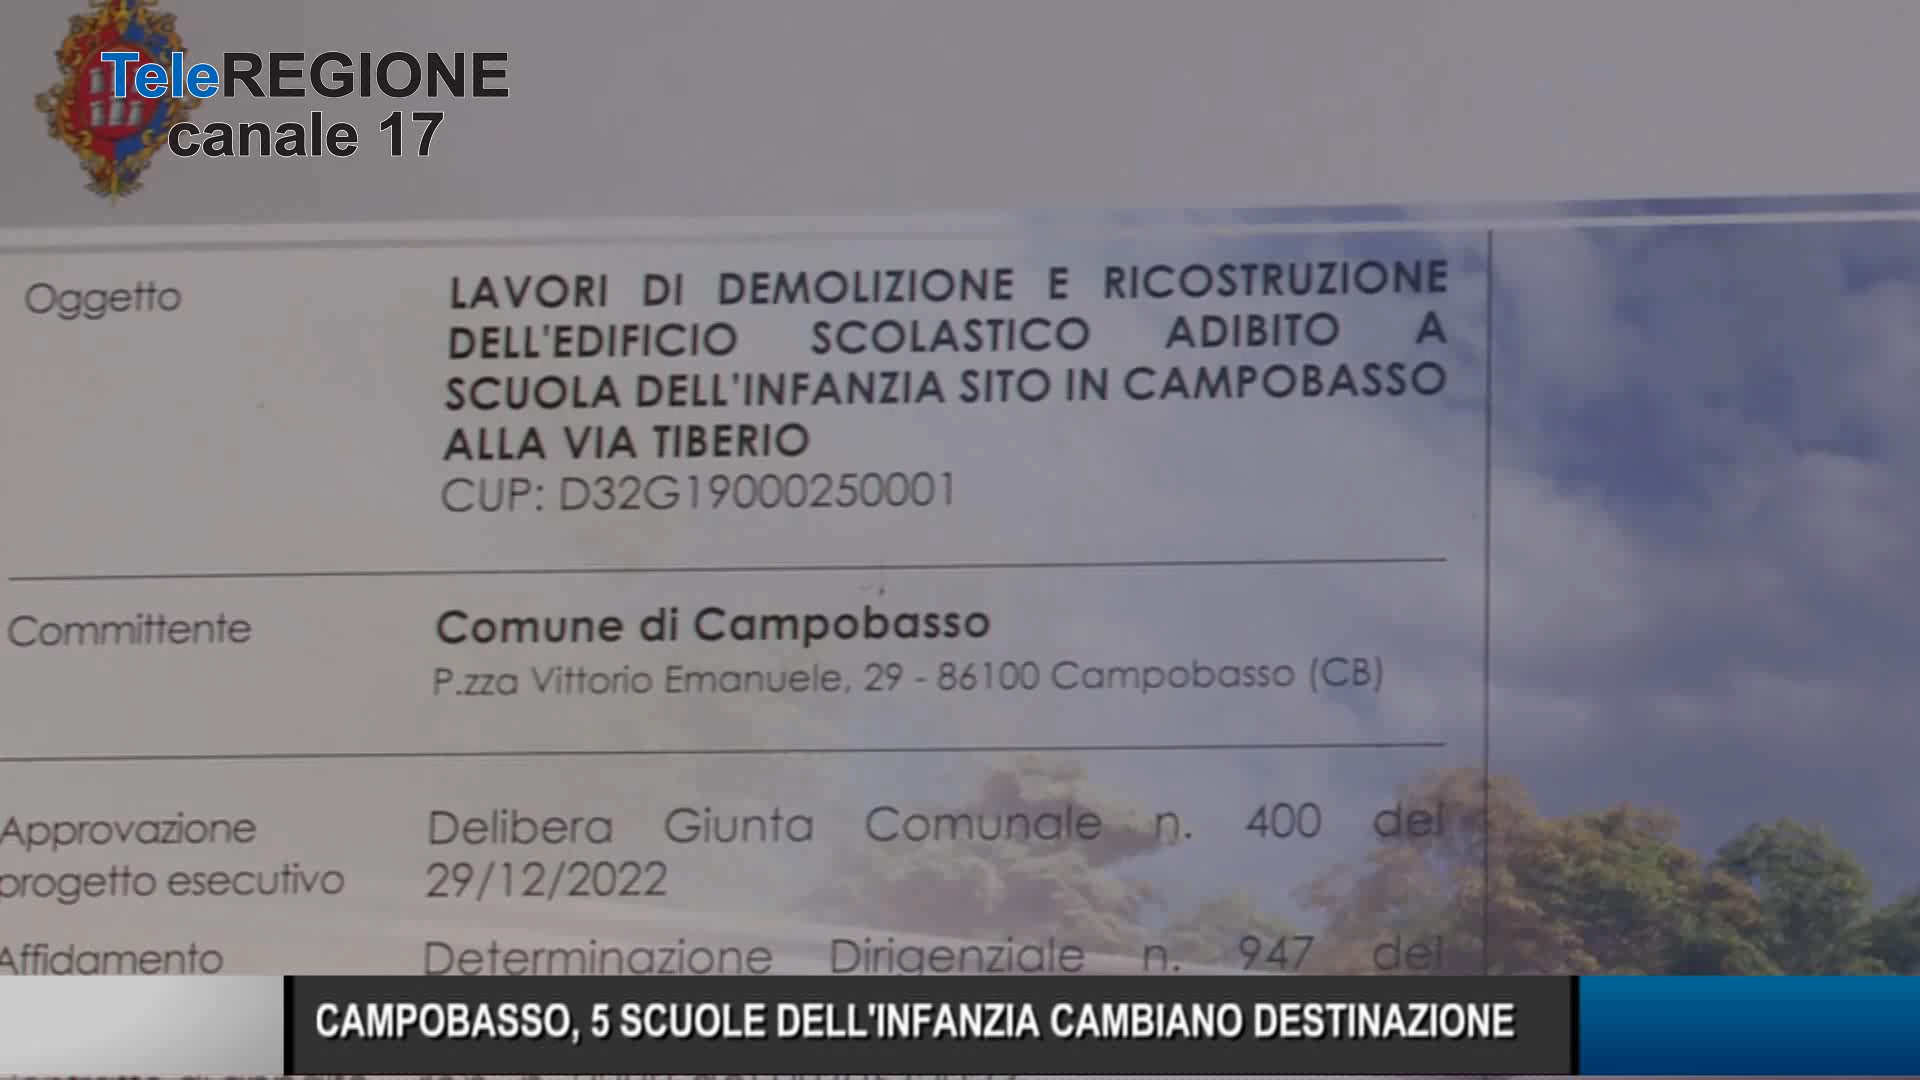 TeleREGIONE
canale 17
Oggetto
LAVORI DI DEMOLIZIONE E RICOSTRUZIONE
DELL'EDIFICIO SCOLASTICO ADIBITO A
SCUOLA DELL'INFANZIA SITO IN CAMPOBASSO
ALLA VIA TIBERIO
CUP: D32G19000250001
Committente
Comune di Campobasso
P.zza Vittorio Emanuele, 29 - 86100 Campobasso (CB)
Approvazione
progetto esecutivo
Delibera Giunta Comunale n. 400 del
29/12/2022
Affidamento
Determinazione Dirigenziale n. 947 del
CAMPOBASSO, 5 SCUOLE DELL'INFANZIA CAMBIANO DESTINAZIONE